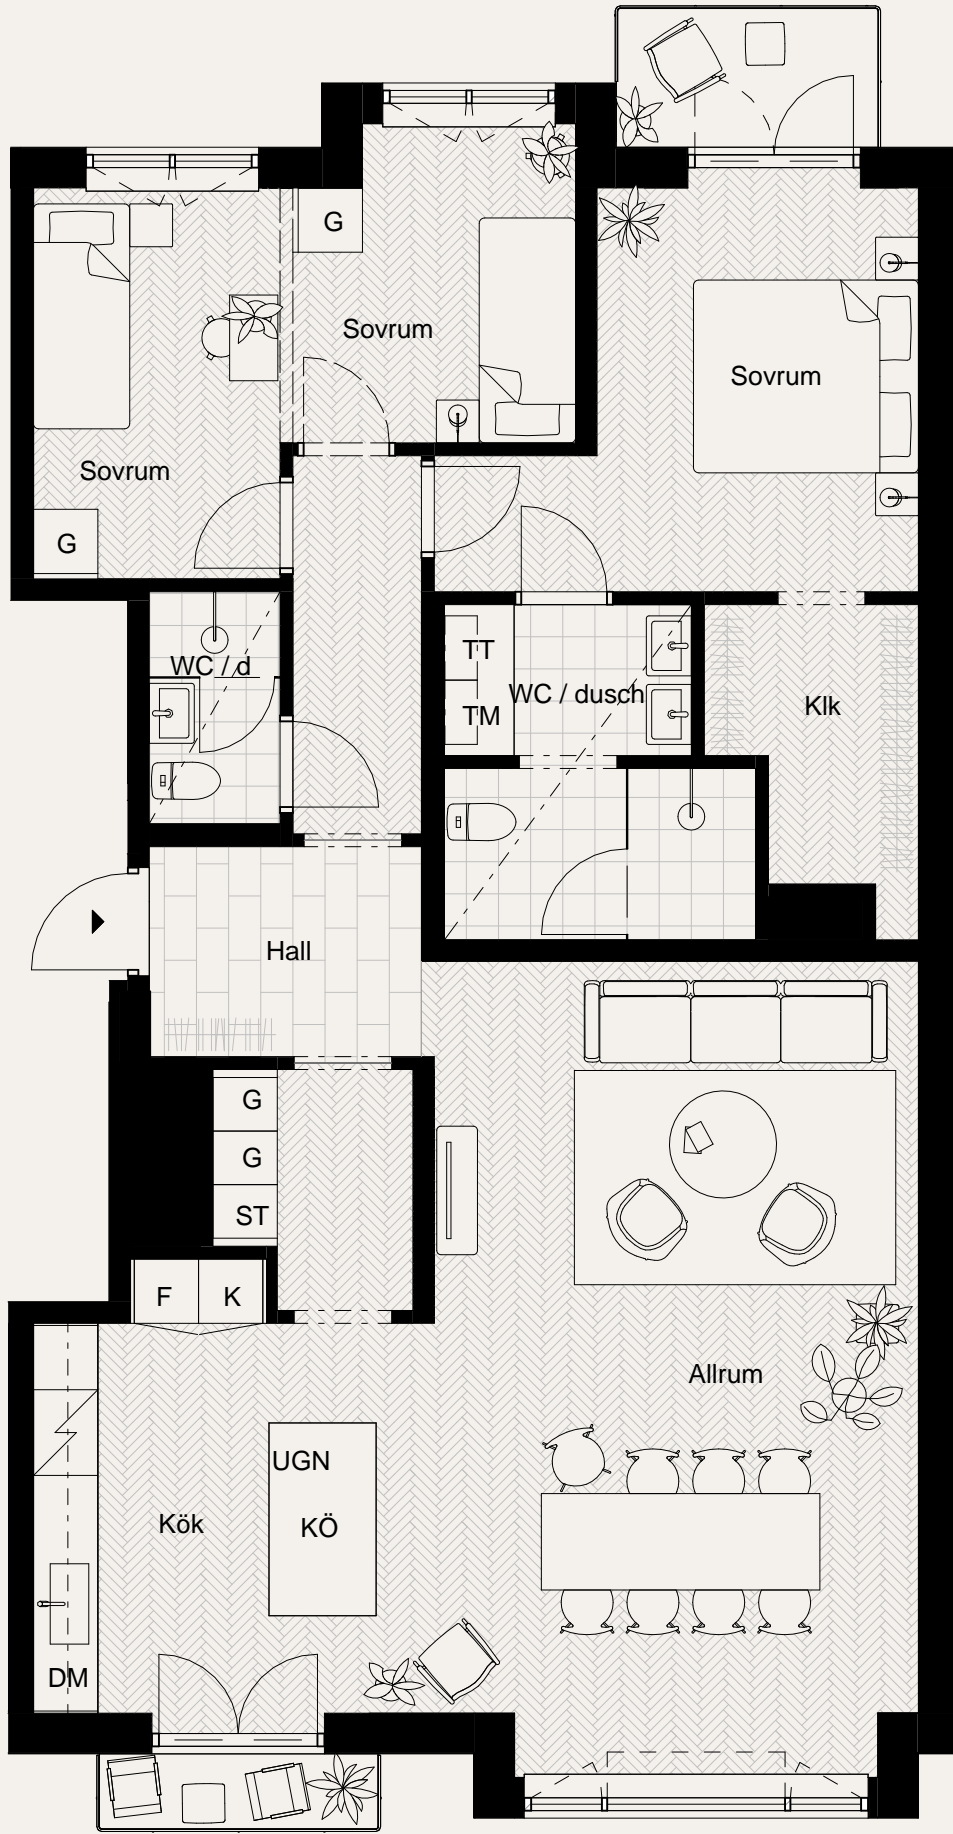 G
Sovrum
Sovrum
Sovrum
G
WC / d
TT
WC / dusch
TM
Klk
Hall
G
G
ST
F
K
Allrum
UGN
Kök
KÖ
DM